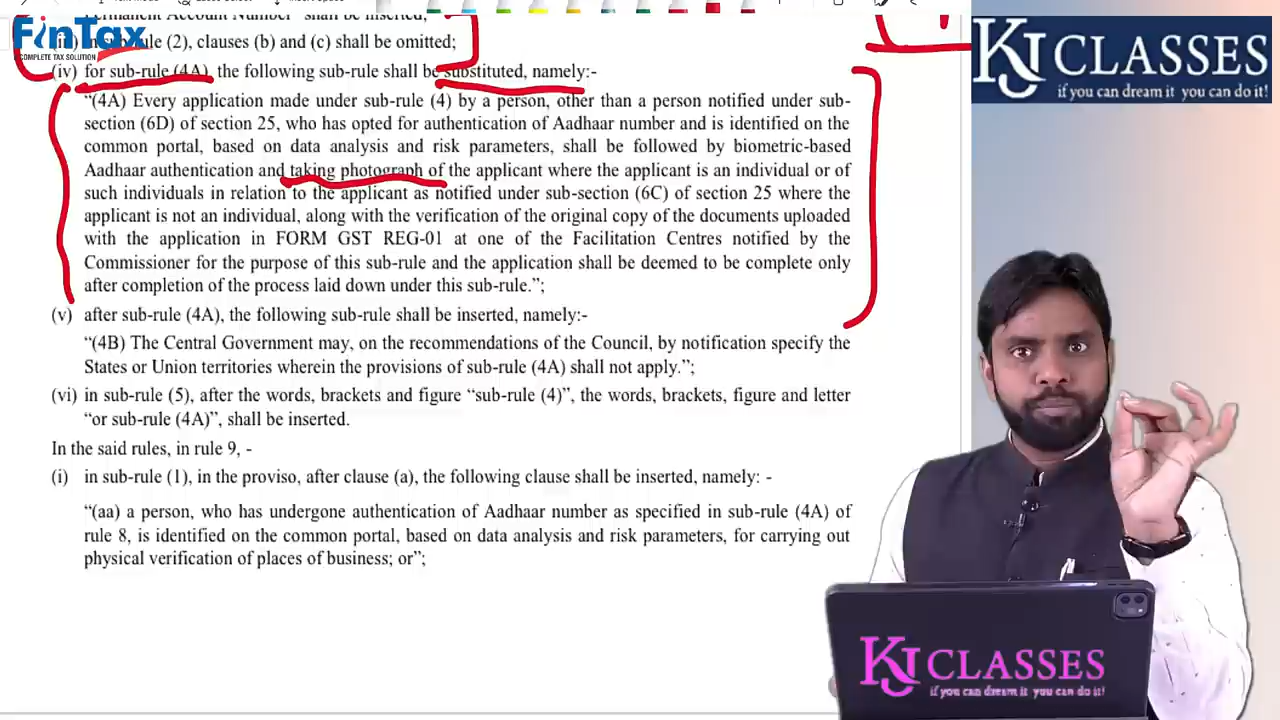 Permanent Account Number" shall be inserted;
FinTax
COMPLETE TAX SOLUTION
(iii) in sub-rule (2), clauses (b) and (c) shall be omitted;
(iv) for sub-rule (4A), the following sub-rule shall be substituted, namely:-
“(4A) Every application made under sub-rule (4) by a person, other than a person notified under sub-
section (6D) of section 25, who has opted for authentication of Aadhaar number and is identified on the
common portal, based on data analysis and risk parameters, shall be followed by biometric-based
Aadhaar authentication and taking photograph of the applicant where the applicant is an individual or of
such individuals in relation to the applicant as notified under sub-section (6C) of section 25 where the
applicant is not an individual, along with the verification of the original copy of the documents uploaded
with the application in FORM GST REG-01 at one of the Facilitation Centres notified by the
Commissioner for the purpose of this sub-rule and the application shall be deemed to be complete only
after completion of the process laid down under this sub-rule.”;
(v) after sub-rule (4A), the following sub-rule shall be inserted, namely:-
“(4B) The Central Government may, on the recommendations of the Council, by notification specify the
States or Union territories wherein the provisions of sub-rule (4A) shall not apply.”;
(vi) in sub-rule (5), after the words, brackets and figure “sub-rule (4)”, the words, brackets, figure and letter
“or sub-rule (4A)”, shall be inserted.
In the said rules, in rule 9, -
(i) in sub-rule (1), in the proviso, after clause (a), the following clause shall be inserted, namely: -
“(aa) a person, who has undergone authentication of Aadhaar number as specified in sub-rule (4A) of
rule 8, is identified on the common portal, based on data analysis and risk parameters, for carrying out
physical verification of places of business; or”;
KJ CLASSES
if you can dream it you can do it!
KJ CLASSES
if you can dream it you can do it!